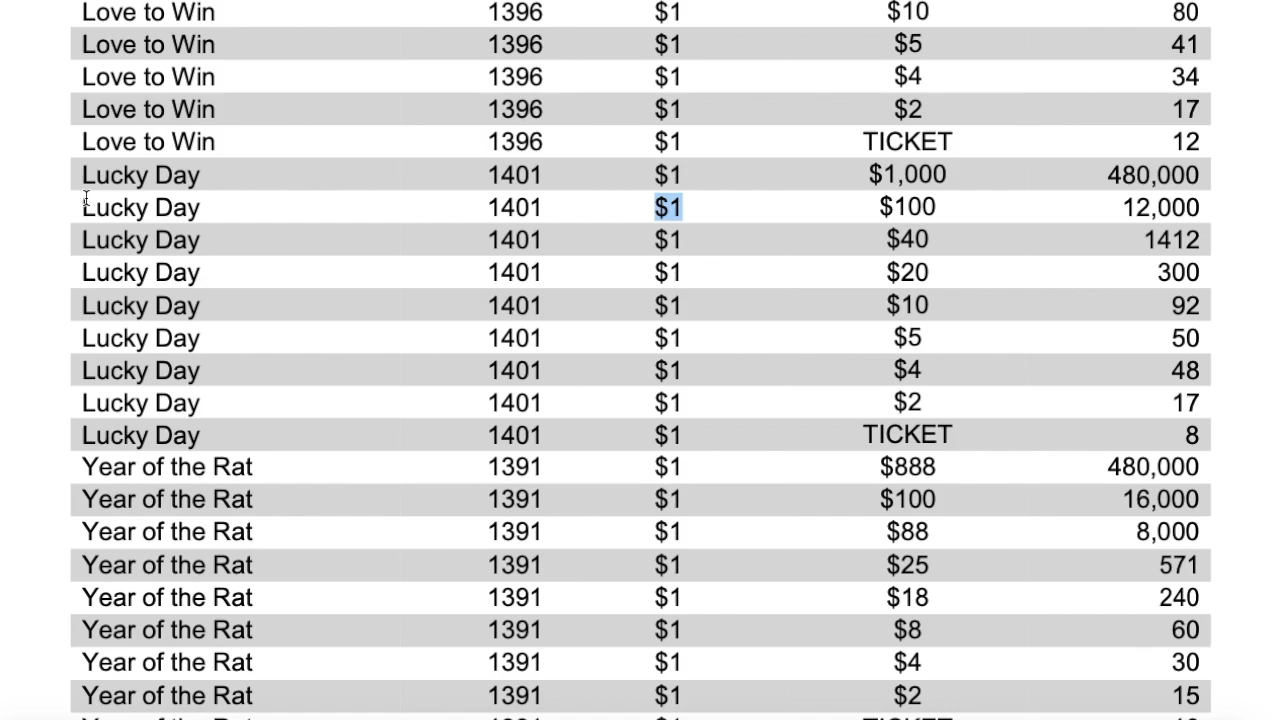 Love to Win 1396 $1 $10 80
Love to Win 1396 $1 $5 41
Love to Win 1396 $1 $4 34
Love to Win 1396 $1 $2 17
Love to Win 1396 $1 TICKET 12
Lucky Day 1401 $1 $1,000 480,000
Lucky Day 1401 $1 $100 12,000
Lucky Day 1401 $1 $40 1412
Lucky Day 1401 $1 $20 300
Lucky Day 1401 $1 $10 92
Lucky Day 1401 $1 $5 50
Lucky Day 1401 $1 $4 48
Lucky Day 1401 $1 $2 17
Lucky Day 1401 $1 TICKET 8
Year of the Rat 1391 $1 $888 480,000
Year of the Rat 1391 $1 $100 16,000
Year of the Rat 1391 $1 $88 8,000
Year of the Rat 1391 $1 $25 571
Year of the Rat 1391 $1 $18 240
Year of the Rat 1391 $1 $8 60
Year of the Rat 1391 $1 $4 30
Year of the Rat 1391 $1 $2 15